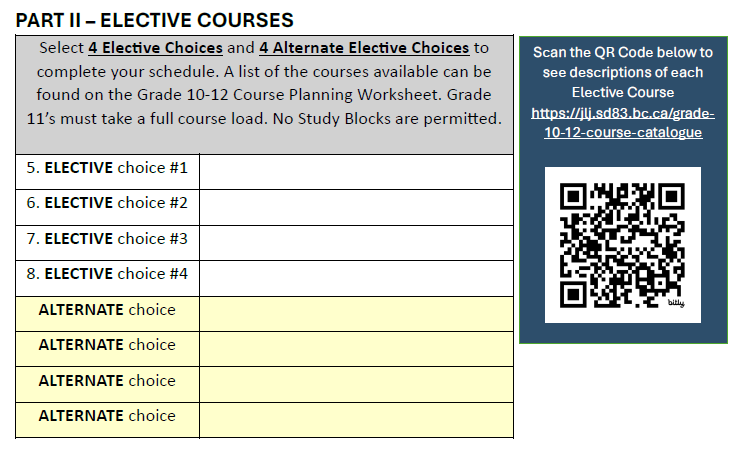 PART II – ELECTIVE COURSES
Select 4 Elective Choices and 4 Alternate Elective Choices to
complete your schedule. A list of the courses available can be
found on the Grade 10-12 Course Planning Worksheet. Grade
11’s must take a full course load. No Study Blocks are permitted.
5. ELECTIVE choice #1
6. ELECTIVE choice #2
7. ELECTIVE choice #3
8. ELECTIVE choice #4
ALTERNATE choice
ALTERNATE choice
ALTERNATE choice
ALTERNATE choice
Scan the QR Code below to
see descriptions of each
Elective Course
https://jlj.sd83.bc.ca/grade-
10-12-course-catalogue
bitly